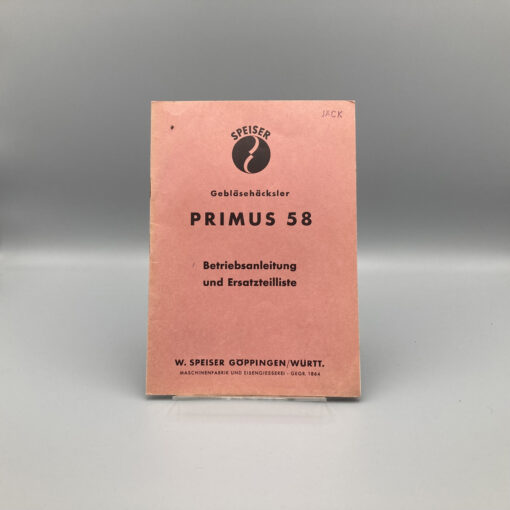 JACK
SPEISER
Gebläsehäcksler
PRIMUS 58
Betriebsanleitung
und Ersatzteilliste
W. SPEISER GÖPPINGEN/WÜRTT.
MASCHINENFABRIK UND EISENGIESSEREI · GEGR. 1864